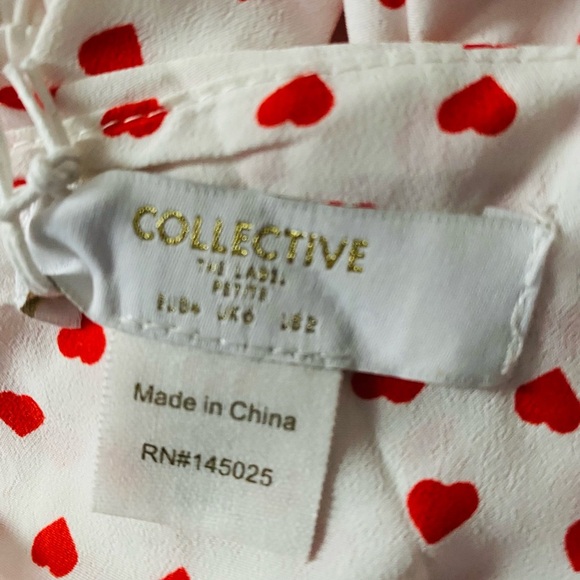 COLLECTIVE
THE LABEL
PETITE
EU34 UK6 US2
Made in China
RN#145025